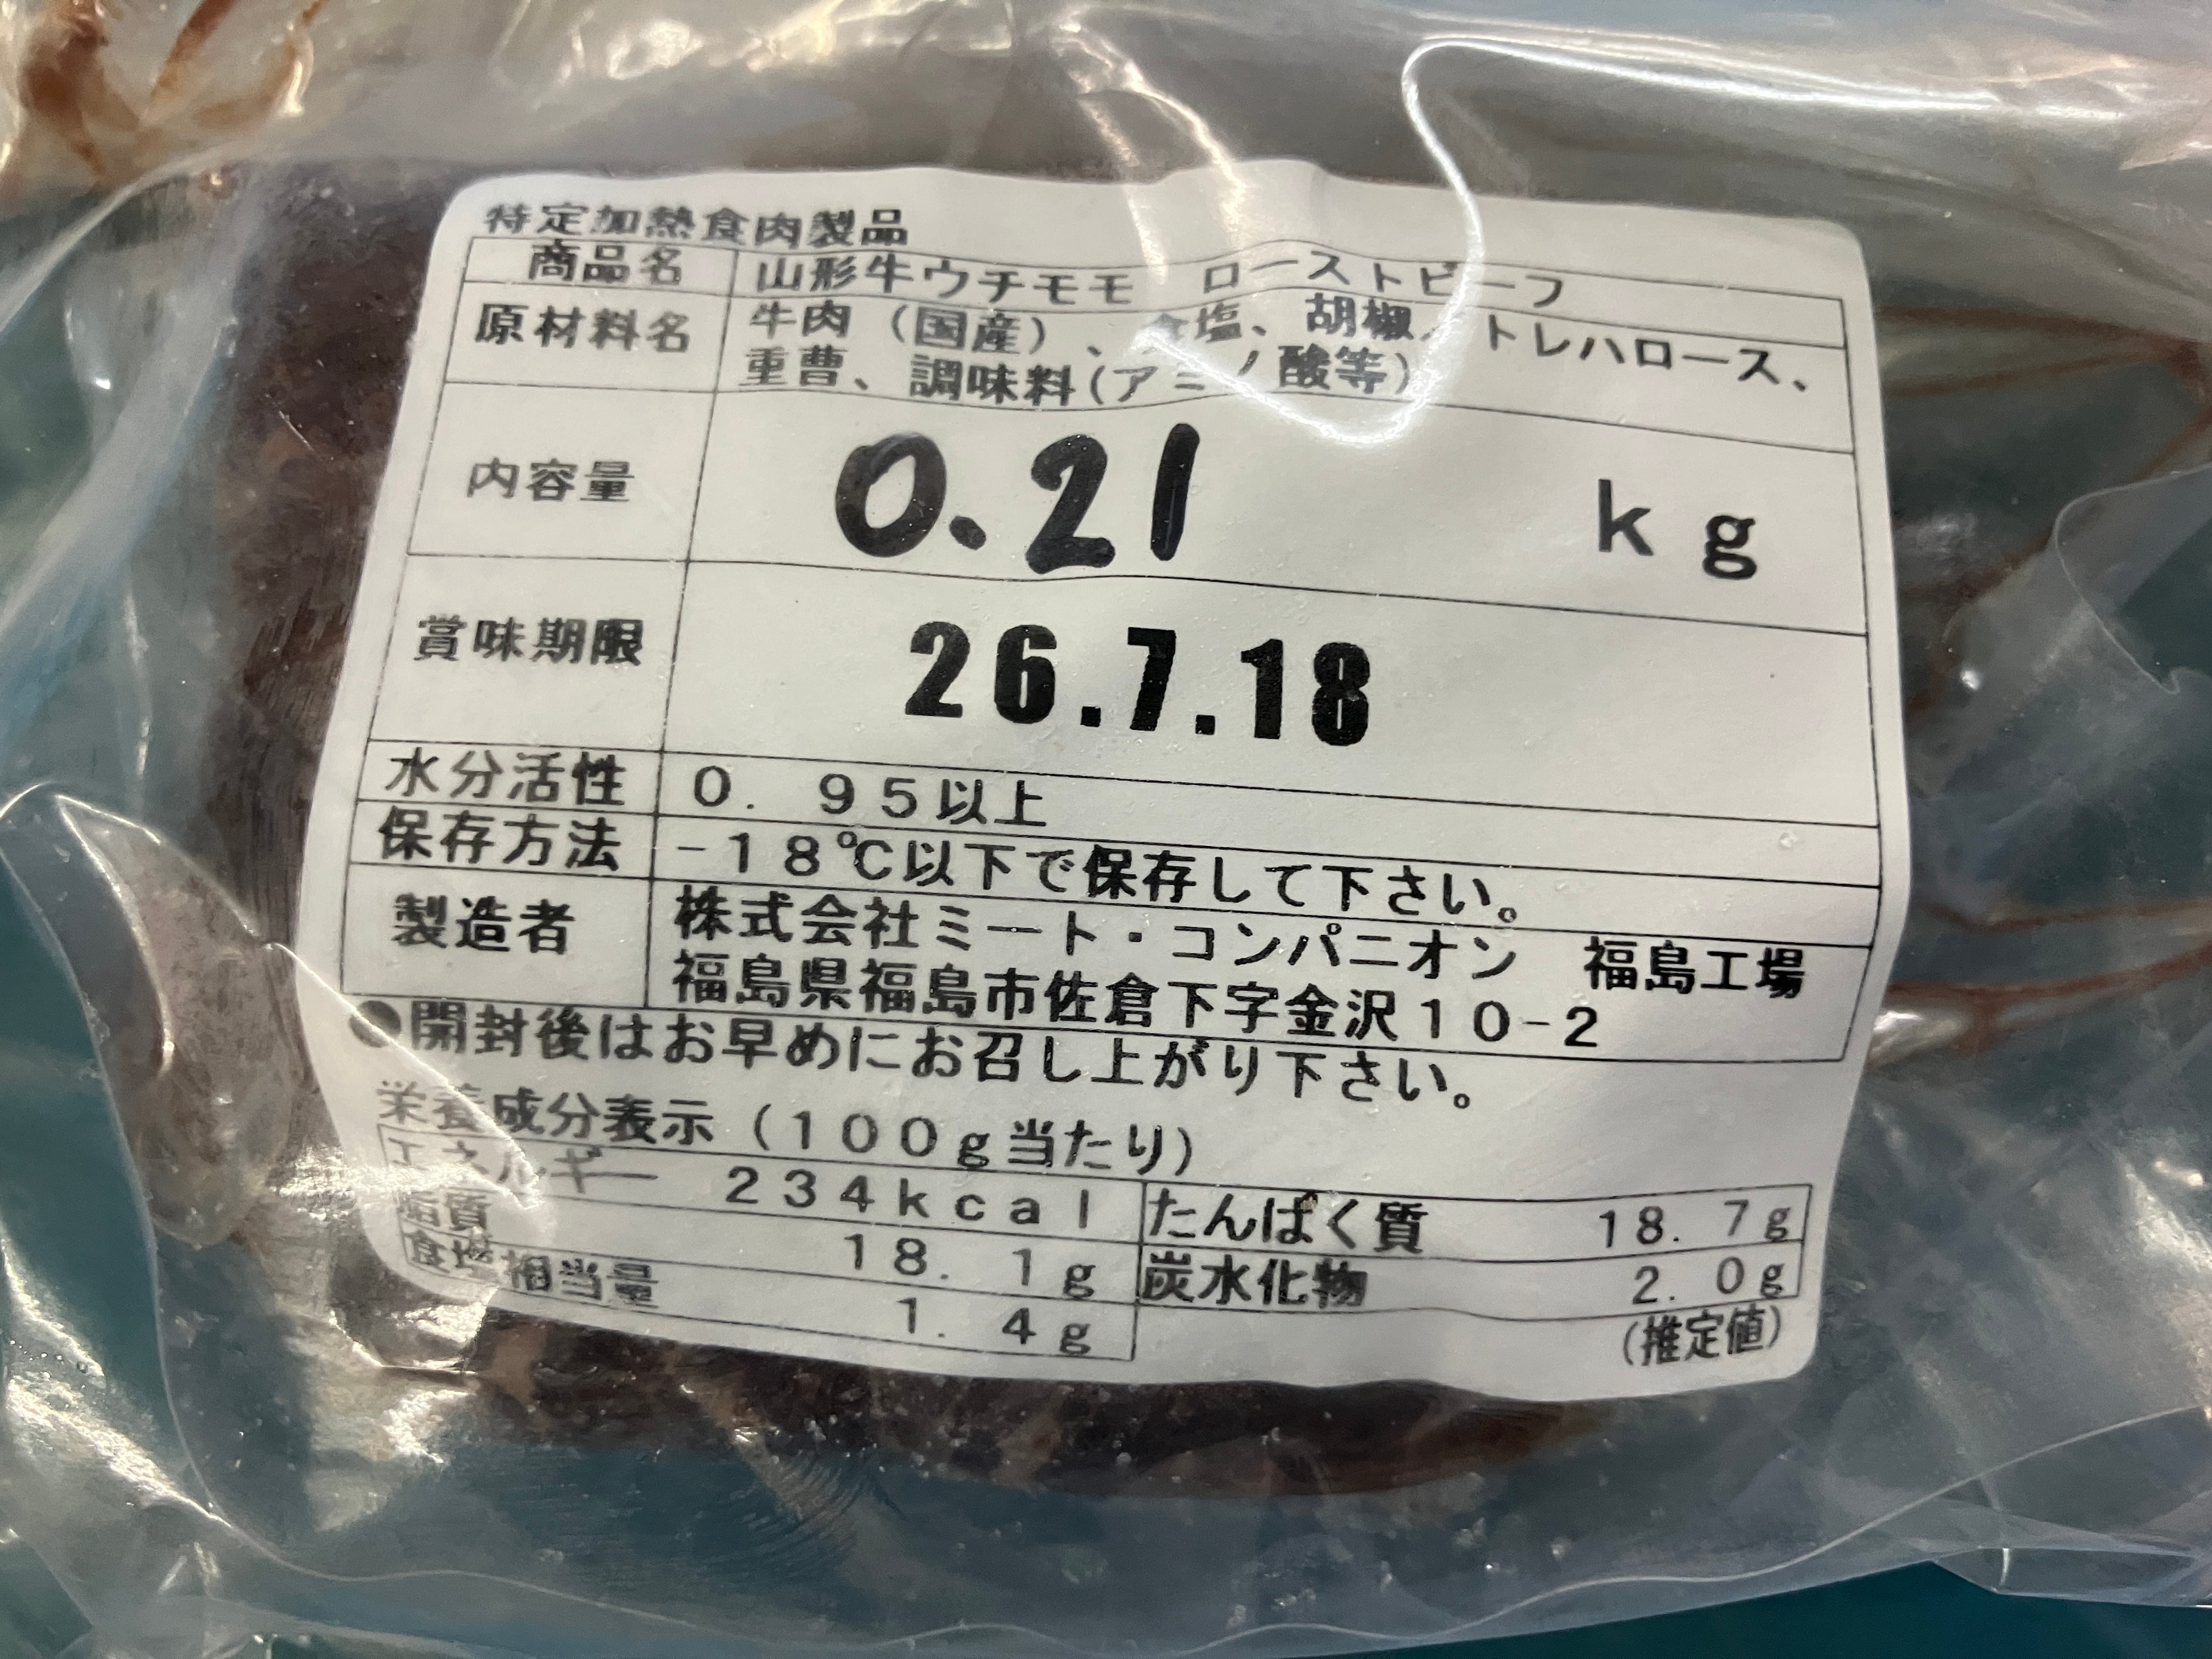 特定加熱食肉製品
商品名 山形牛ウチモモ ローストビーフ
原材料名 牛肉（国産）、食塩、胡椒、トレハロース、
重曹、調味料(アミノ酸等)
内容量 0.21 kg
賞味期限 26.7.18
水分活性 0.95以上
保存方法 -18℃以下で保存して下さい。
製造者 株式会社ミート・コンパニオン 福島工場
福島県福島市佐倉下字金沢10-2
●開封後はお早めにお召し上がり下さい。
栄養成分表示（100g当たり）
エネルギー 234kcal たんぱく質 18.7g
脂質 18.1g 炭水化物 2.0g
食塩相当量 1.4g (推定値)